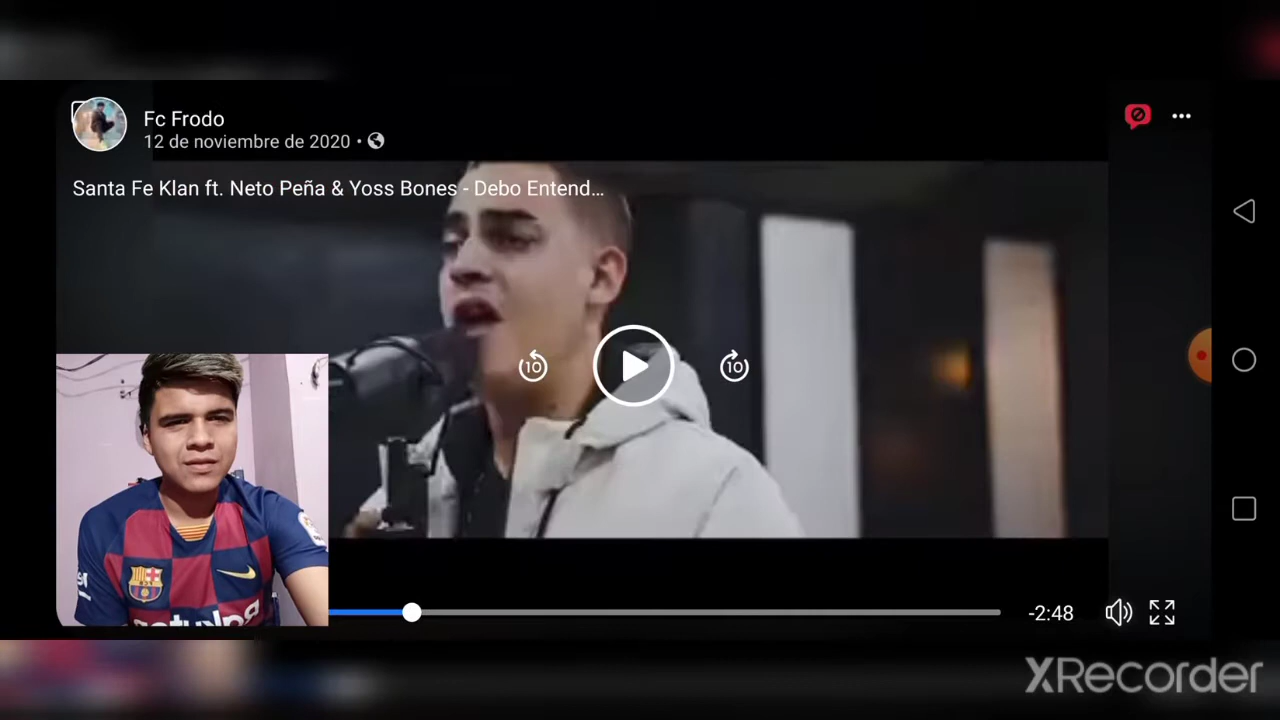 Fc Frodo
12 de noviembre de 2020 •
Santa Fe Klan ft. Neto Peña & Yoss Bones - Debo Entend...
10
10
-2:48
XRecorder